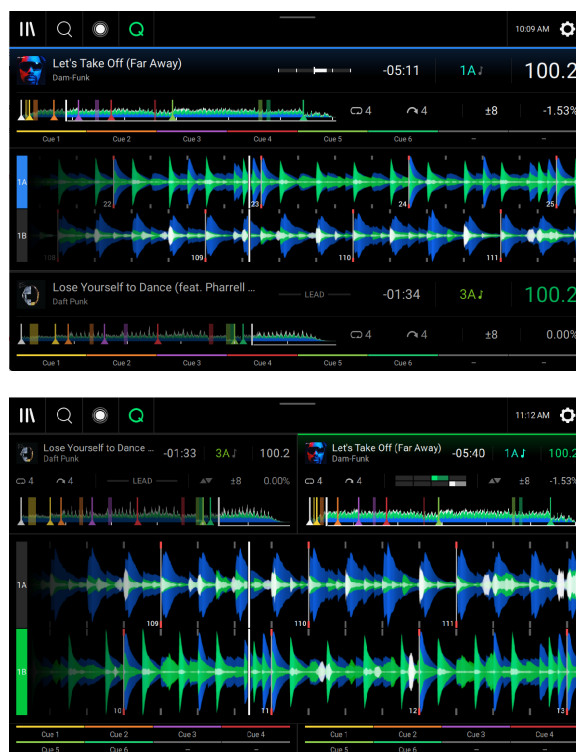 Q 10:09 AM
Let's Take Off (Far Away)
Dam-Funk
-05:11 1A 100.2
4 4 ±8 -1.53%
Cue 1 Cue 2 Cue 3 Cue 4 Cue 5 Cue 6 – –
1A
22 23 24 25
1B
108 109 110 111
Lose Yourself to Dance (feat. Pharrell ...
Daft Punk
LEAD -01:34 3A 100.2
4 4 ±8 0.00%
Cue 1 Cue 2 Cue 3 Cue 4 Cue 5 Cue 6 – –
Q 11:12 AM
Lose Yourself to Dance ...
Daft Punk
-01:33 3A 100.2
4 4 LEAD ±8 0.00%
Let's Take Off (Far Away)
Dam-Funk
-05:40 1A 100.2
4 4 ±8 -1.53%
1A
109 110 111
1B
10 11 12 13
Cue 1 Cue 2 Cue 3 Cue 4
Cue 5 Cue 6 – –
Cue 1 Cue 2 Cue 3 Cue 4
Cue 5 Cue 6 – –